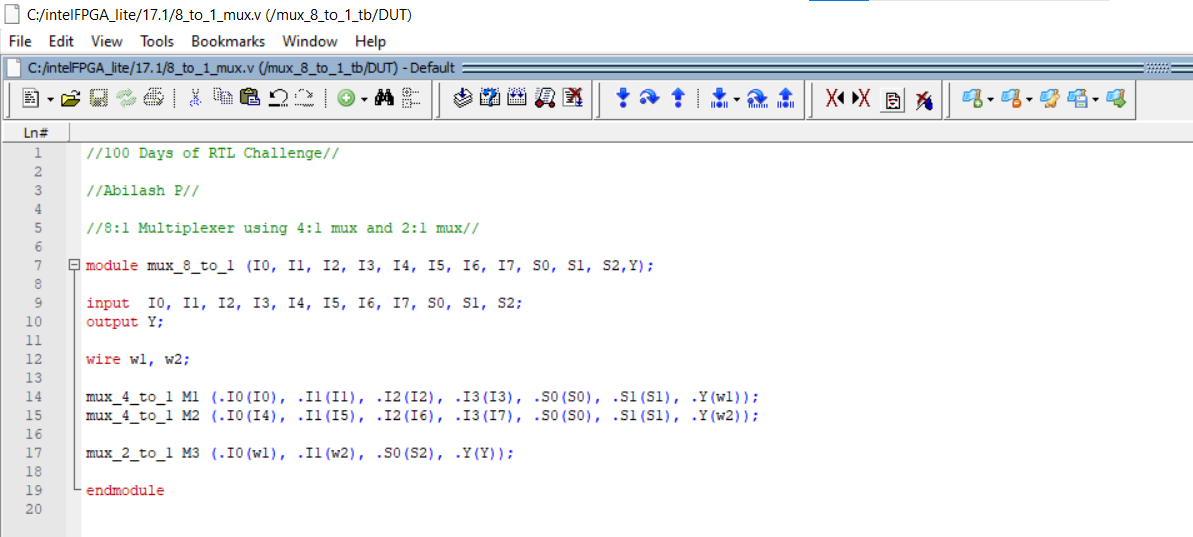 C:/intelFPGA_lite/17.1/8_to_1_mux.v (/mux_8_to_1_tb/DUT)
File Edit View Tools Bookmarks Window Help
C:/intelFPGA_lite/17.1/8_to_1_mux.v (/mux_8_to_1_tb/DUT) - Default
Ln#
1 //100 Days of RTL Challenge//
2
3 //Abilash P//
4
5 //8:1 Multiplexer using 4:1 mux and 2:1 mux//
6
7 module mux_8_to_1 (I0, I1, I2, I3, I4, I5, I6, I7, S0, S1, S2,Y);
8
9 input I0, I1, I2, I3, I4, I5, I6, I7, S0, S1, S2;
10 output Y;
11
12 wire w1, w2;
13
14 mux_4_to_1 M1 (.I0(I0), .I1(I1), .I2(I2), .I3(I3), .S0(S0), .S1(S1), .Y(w1));
15 mux_4_to_1 M2 (.I0(I4), .I1(I5), .I2(I6), .I3(I7), .S0(S0), .S1(S1), .Y(w2));
16
17 mux_2_to_1 M3 (.I0(w1), .I1(w2), .S0(S2), .Y(Y));
18
19 endmodule
20